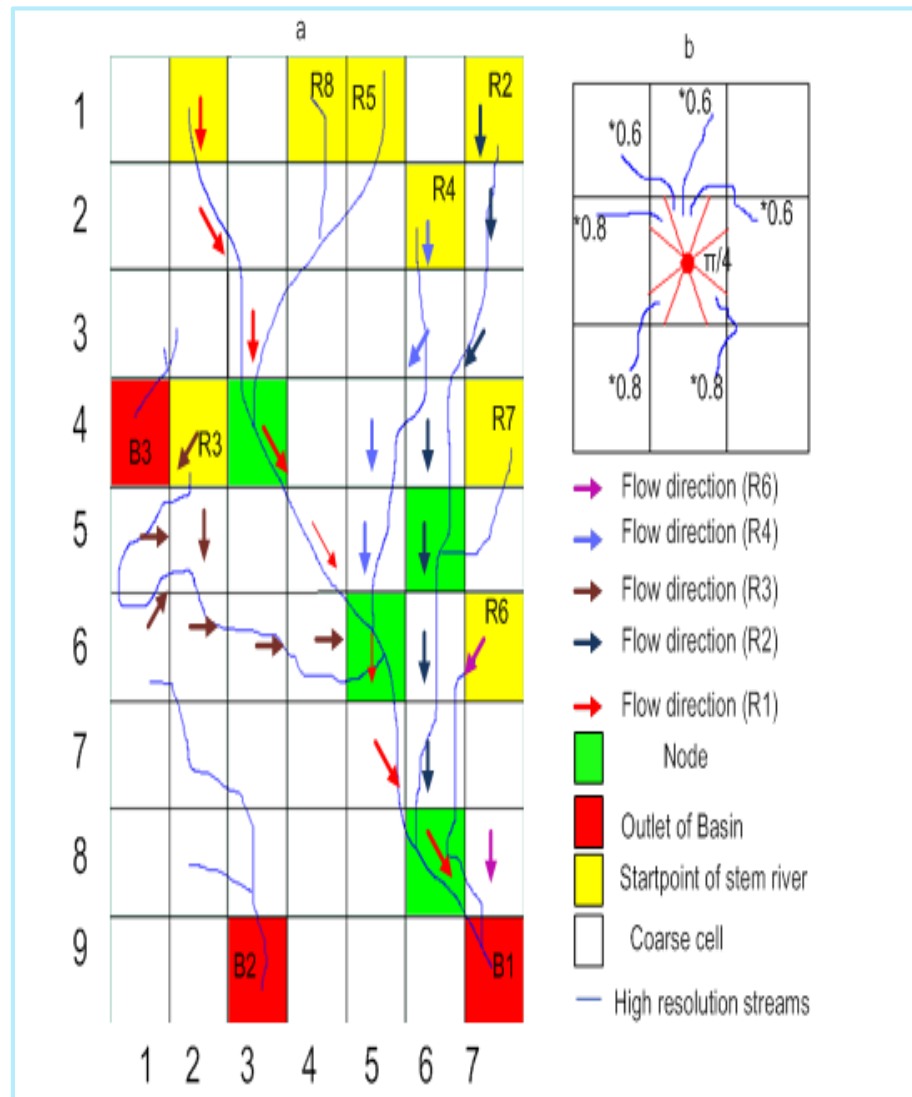 a
b
R8
R5
R2
1
*0.6
*0.6
R4
2
*0.8
*0.6
π/4
3
*0.8
*0.8
4
B3
R3
R7
Flow direction (R6)
5
Flow direction (R4)
Flow direction (R3)
6
R6
Flow direction (R2)
Flow direction (R1)
7
Node
Outlet of Basin
8
Startpoint of stem river
9
B2
B1
Coarse cell
High resolution streams
1 2 3 4 5 6 7